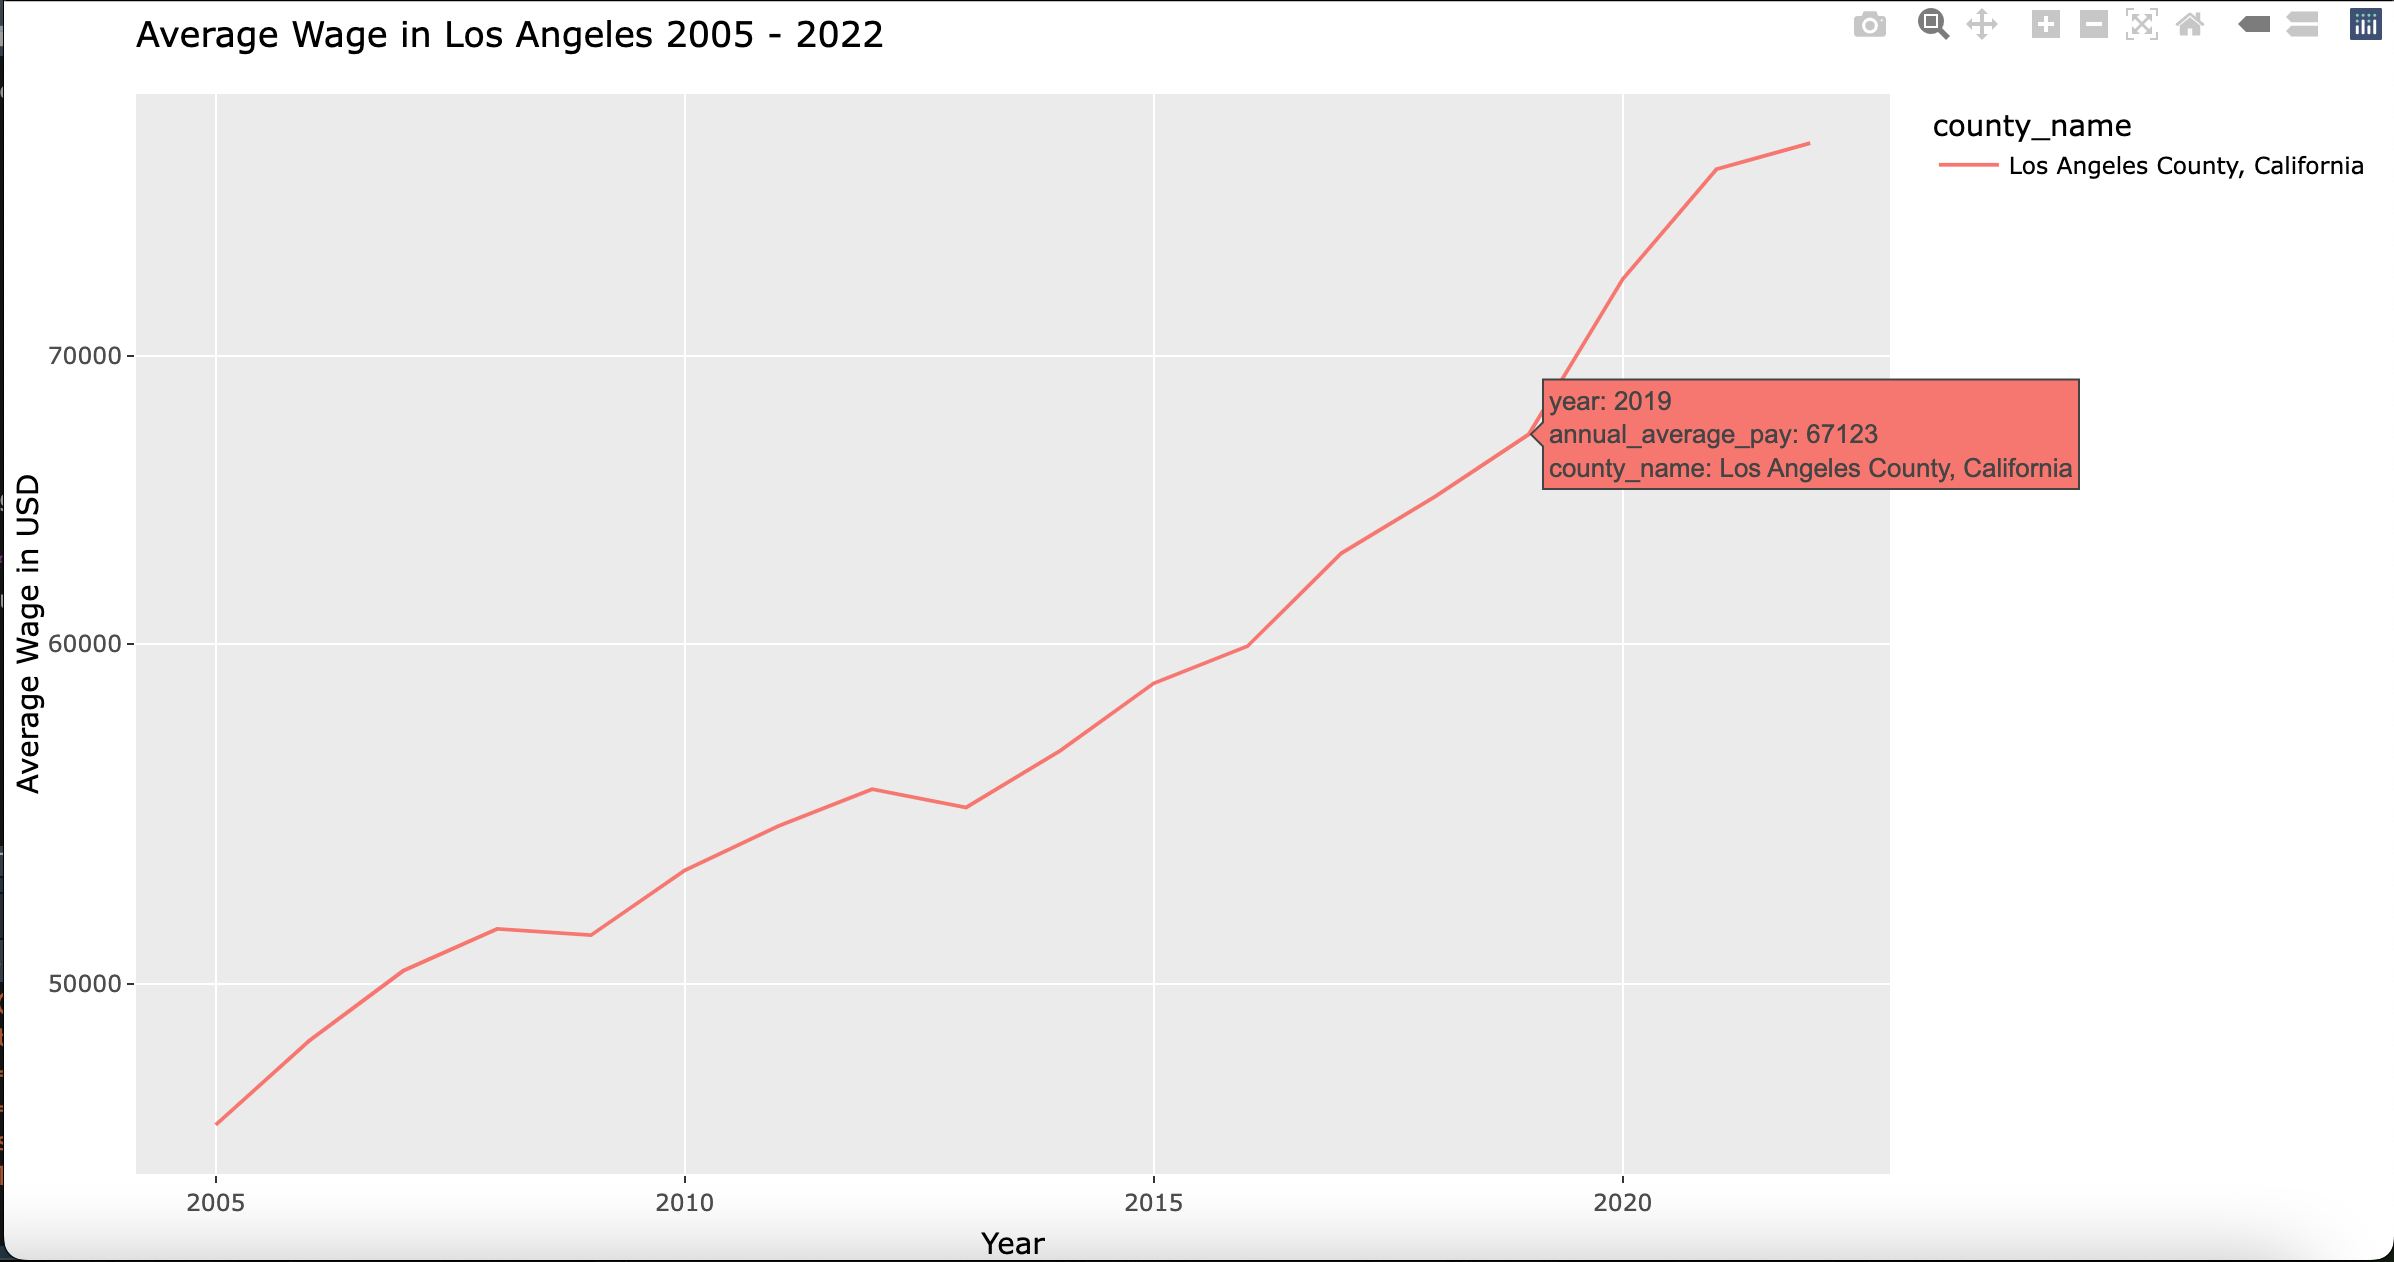 Average Wage in Los Angeles 2005 - 2022
county_name
Los Angeles County, California
70000
60000
50000
year: 2019
annual_average_pay: 67123
county_name: Los Angeles County, California
Average Wage in USD
2005
2010
2015
2020
Year